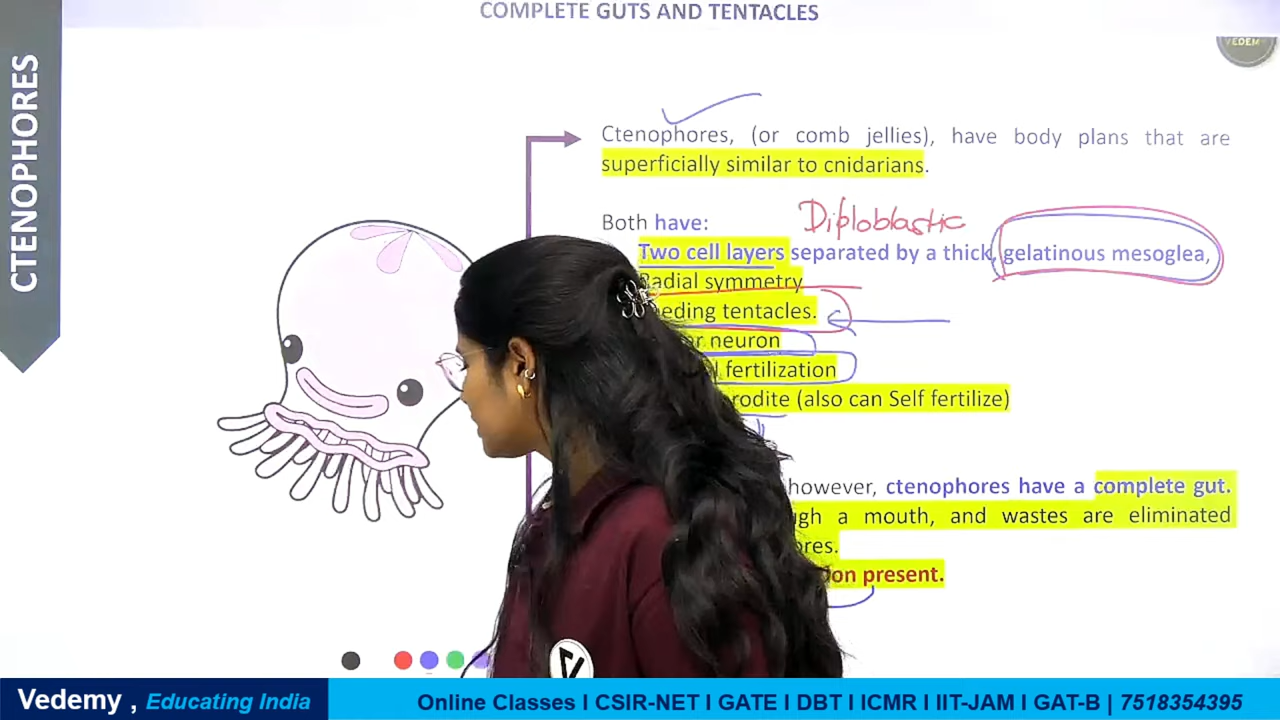 COMPLETE GUTS AND TENTACLES
CTENOPHORES
VEDEMY
Ctenophores, (or comb jellies), have body plans that are
superficially similar to cnidarians.
Both have:
Diploblastic
Two cell layers separated by a thick, gelatinous mesoglea,
Radial symmetry
eeding tentacles.
neuron
fertilization
rodite (also can Self fertilize)
however, ctenophores have a complete gut.
gh a mouth, and wastes are eliminated
ores.
on present.
Vedemy , Educating India
Online Classes I CSIR-NET I GATE I DBT I ICMR I IIT-JAM I GAT-B | 7518354395